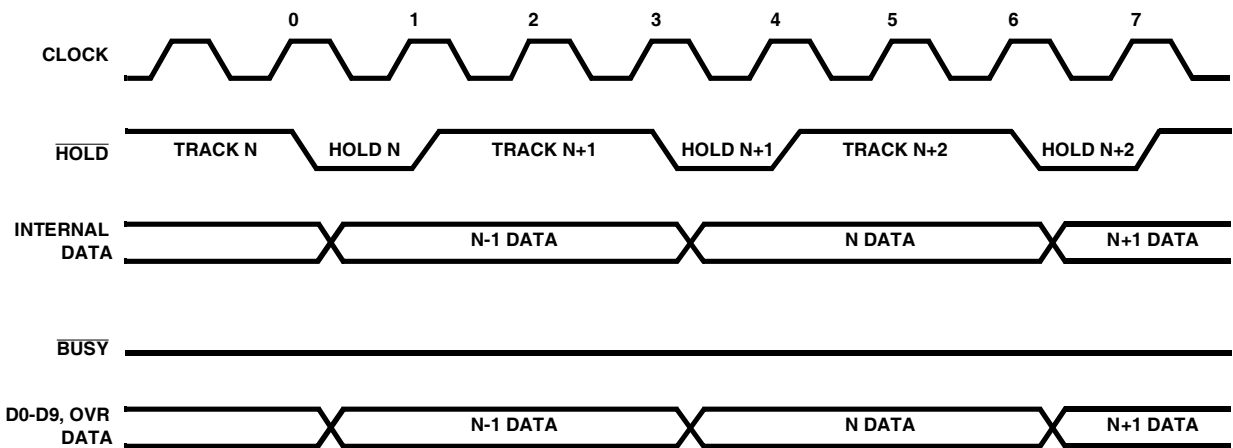 0 1 2 3 4 5 6 7
CLOCK
HOLD TRACK N HOLD N TRACK N+1 HOLD N+1 TRACK N+2 HOLD N+2
INTERNAL
DATA
N-1 DATA N DATA N+1 DATA
BUSY
D0-D9, OVR
DATA
N-1 DATA N DATA N+1 DATA